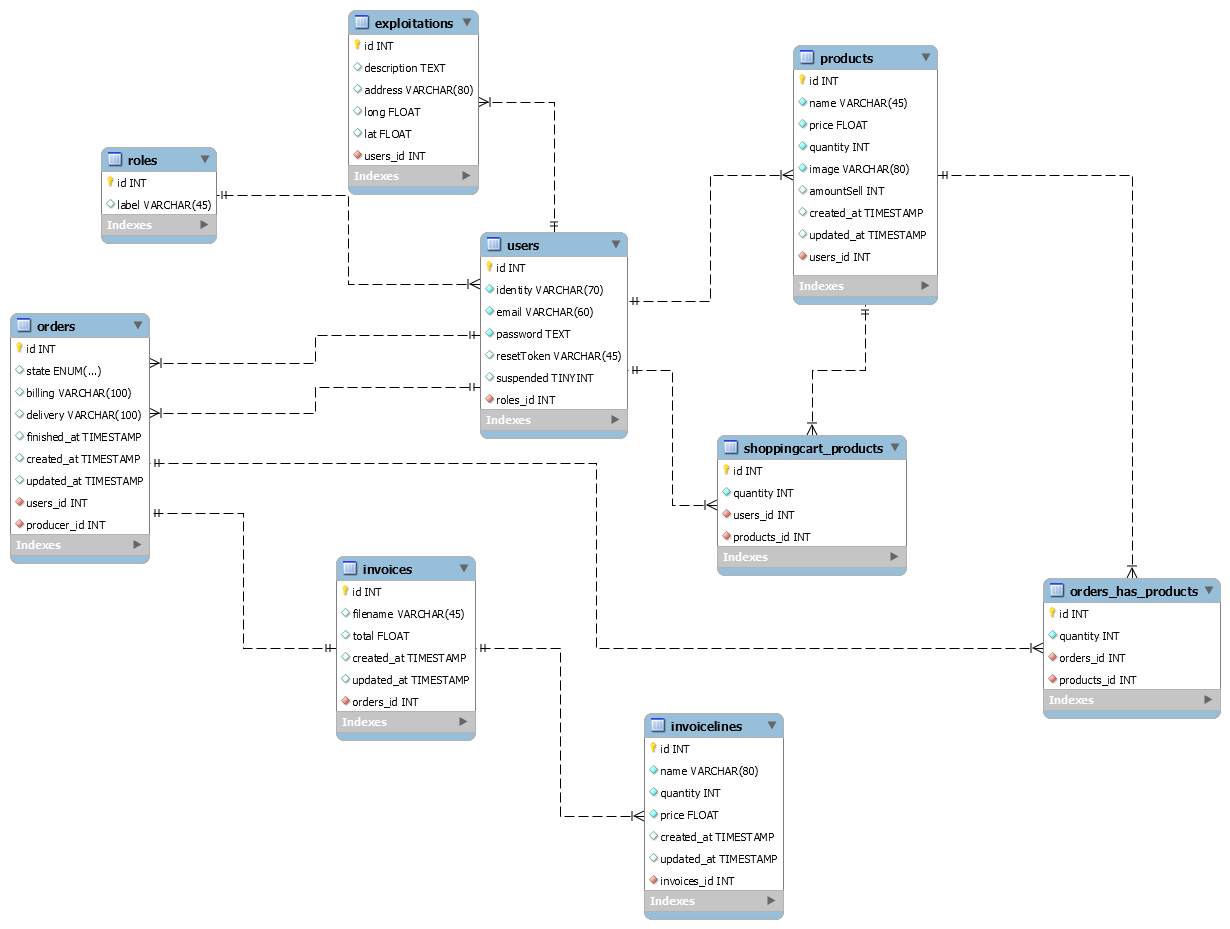 exploitations
id INT
description TEXT
address VARCHAR(80)
long FLOAT
lat FLOAT
users_id INT
Indexes
products
id INT
name VARCHAR(45)
price FLOAT
quantity INT
image VARCHAR(80)
amountSell INT
created_at TIMESTAMP
updated_at TIMESTAMP
users_id INT
Indexes
roles
id INT
label VARCHAR(45)
Indexes
users
id INT
identity VARCHAR(70)
email VARCHAR(60)
password TEXT
resetToken VARCHAR(45)
suspended TINYINT
roles_id INT
Indexes
orders
id INT
state ENUM(...)
billing VARCHAR(100)
delivery VARCHAR(100)
finished_at TIMESTAMP
created_at TIMESTAMP
updated_at TIMESTAMP
users_id INT
producer_id INT
Indexes
shoppingcart_products
id INT
quantity INT
users_id INT
products_id INT
Indexes
invoices
id INT
filename VARCHAR(45)
total FLOAT
created_at TIMESTAMP
updated_at TIMESTAMP
orders_id INT
Indexes
orders_has_products
id INT
quantity INT
orders_id INT
products_id INT
Indexes
invoicelines
id INT
name VARCHAR(80)
quantity INT
price FLOAT
created_at TIMESTAMP
updated_at TIMESTAMP
invoices_id INT
Indexes